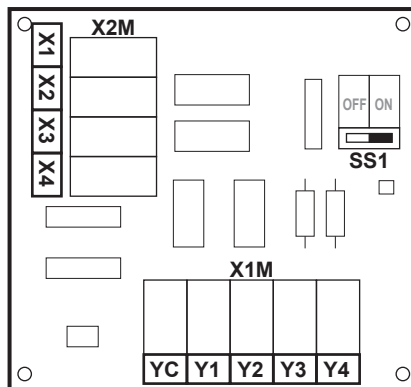 X2M
X1
X2
X3
X4
OFF ON
SS1
X1M
YC Y1 Y2 Y3 Y4